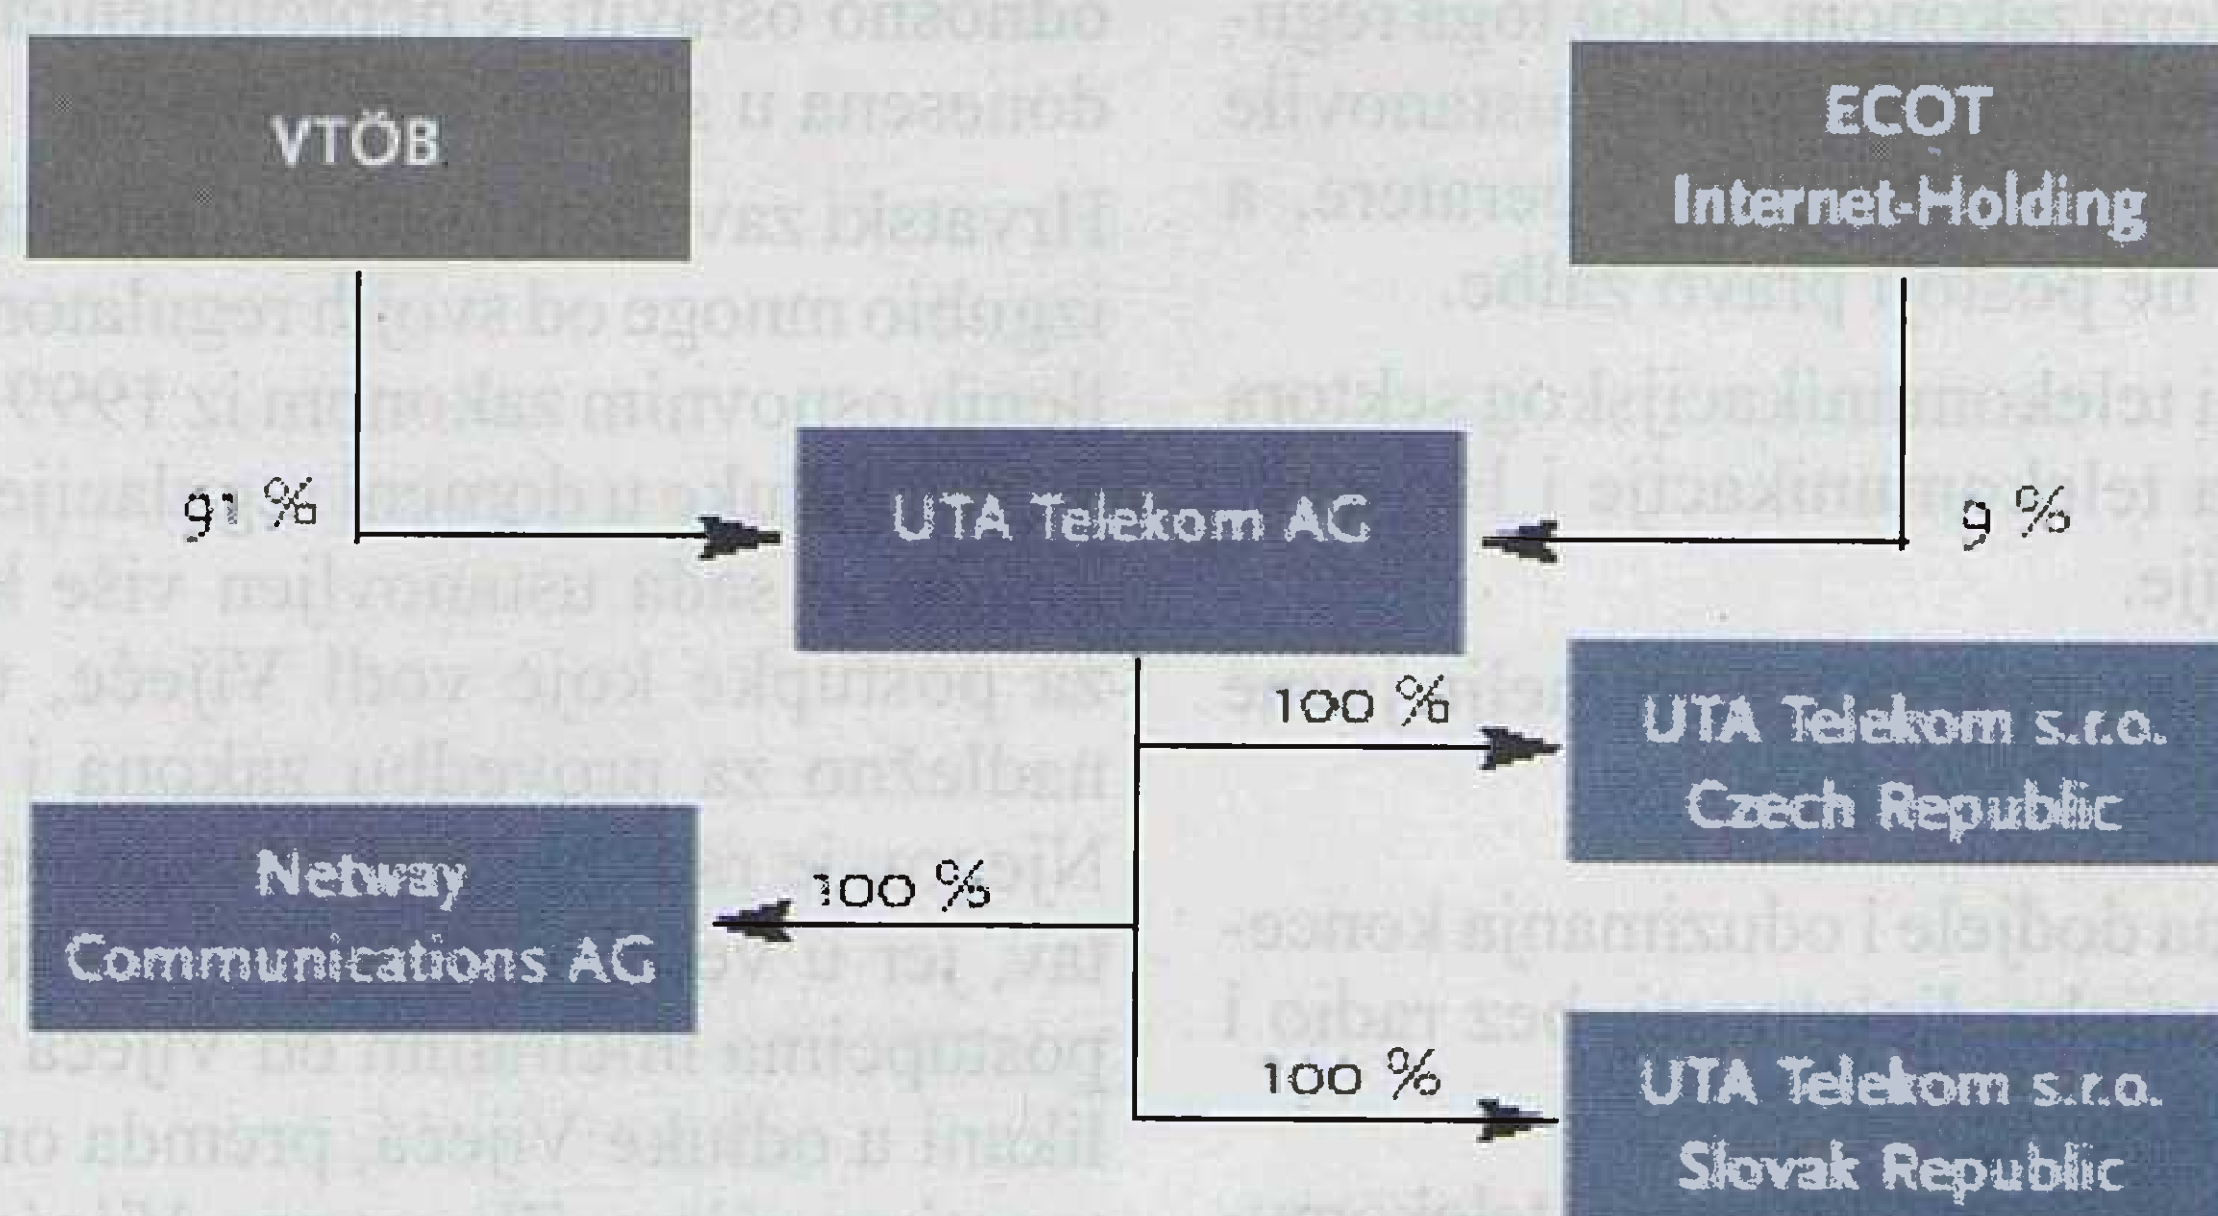 VTÖB
ECOT
Internet-Holding
91 %
UTA Telekom AG
9 %
100 %
UTA Telekom s.r.o.
Czech Republic
Netway
Communications AG
100 %
100 %
UTA Telekom s.r.o.
Slovak Republic